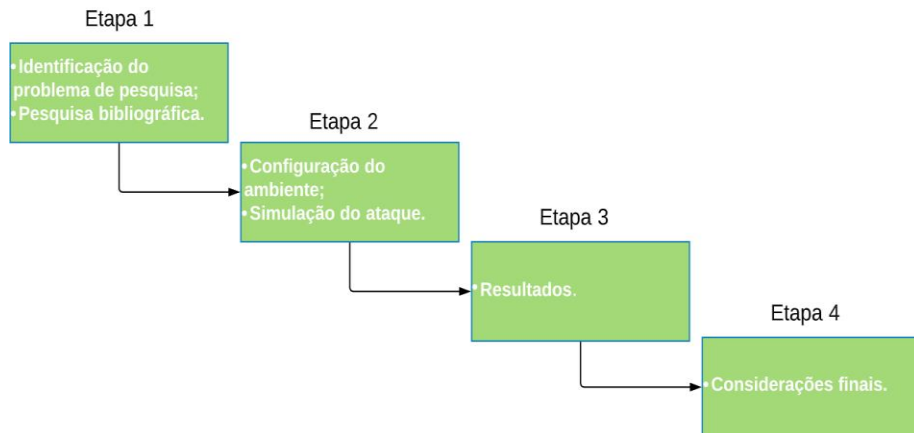 Etapa 1
•Identificação do
problema de pesquisa;
•Pesquisa bibliográfica.
Etapa 2
•Configuração do
ambiente;
•Simulação do ataque.
Etapa 3
•Resultados.
Etapa 4
•Considerações finais.